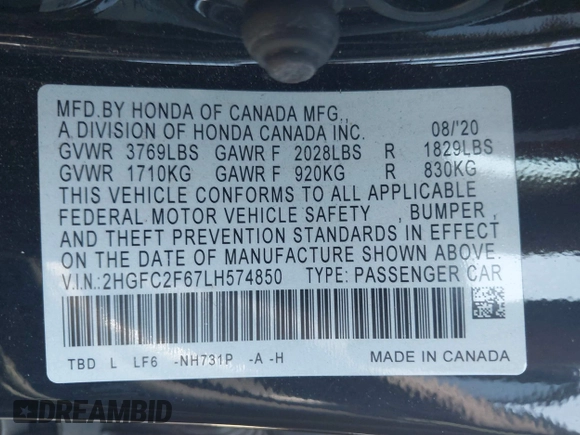 MFD.BY HONDA OF CANADA MFG.,
A DIVISION OF HONDA CANADA INC. 08/'20
GVWR 3769LBS GAWR F 2028LBS R 1829LBS
GVWR 1710KG GAWR F 920KG R 830KG
THIS VEHICLE CONFORMS TO ALL APPLICABLE
FEDERAL MOTOR VEHICLE SAFETY , BUMPER ,
AND THEFT PREVENTION STANDARDS IN EFFECT
ON THE DATE OF MANUFACTURE SHOWN ABOVE.
V.I.N.:2HGFC2F67LH574850 TYPE: PASSENGER CAR
TBD L LF6 -NH731P -A -H MADE IN CANADA
DREAMBID